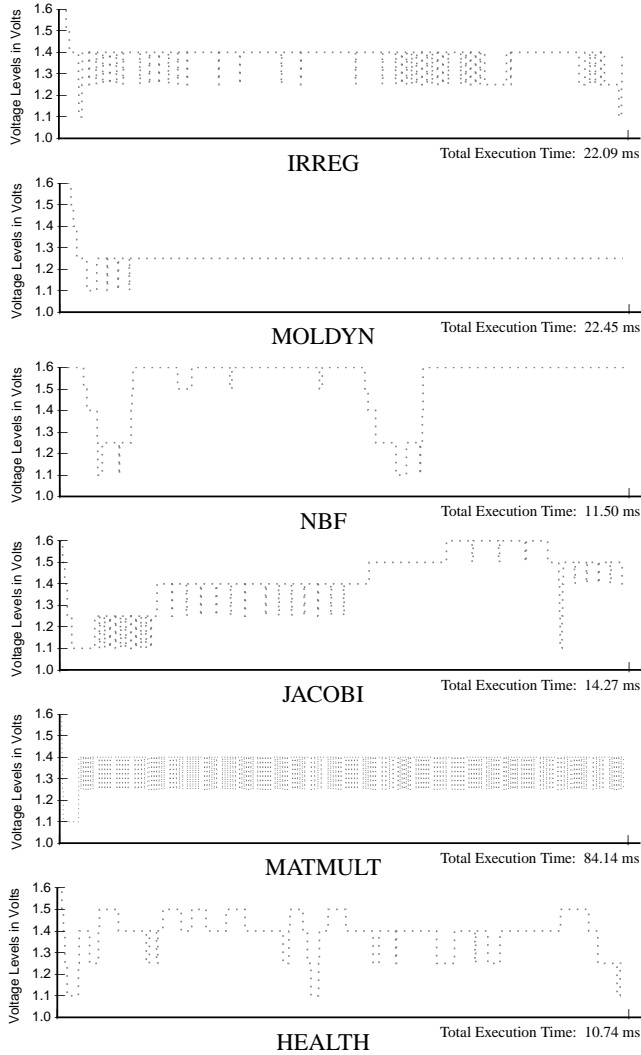 Voltage Levels in Volts
1.6
1.5
1.4
1.3
1.2
1.1
1.0
Total Execution Time: 22.09 ms
IRREG
Voltage Levels in Volts
1.6
1.5
1.4
1.3
1.2
1.1
1.0
Total Execution Time: 22.45 ms
MOLDYN
Voltage Levels in Volts
1.6
1.5
1.4
1.3
1.2
1.1
1.0
Total Execution Time: 11.50 ms
NBF
Voltage Levels in Volts
1.6
1.5
1.4
1.3
1.2
1.1
1.0
Total Execution Time: 14.27 ms
JACOBI
Voltage Levels in Volts
1.6
1.5
1.4
1.3
1.2
1.1
1.0
Total Execution Time: 84.14 ms
MATMULT
Voltage Levels in Volts
1.6
1.5
1.4
1.3
1.2
1.1
1.0
Total Execution Time: 10.74 ms
HEALTH